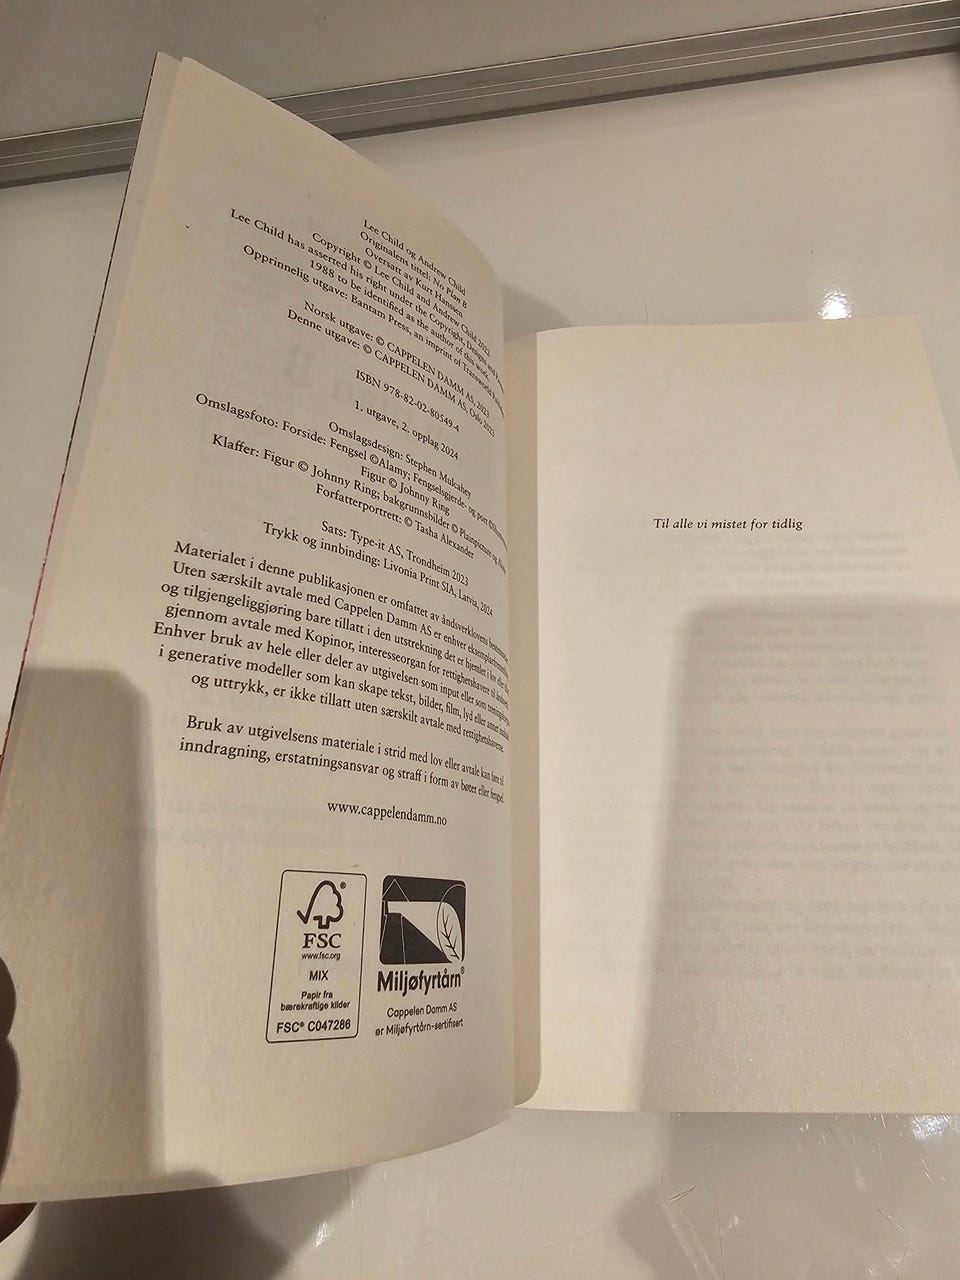 Lee Child og Andrew Child
Originalens tittel: No Plan B
Oversatt av Kurt Hanssen
Copyright © Lee Child and Andrew Child 2022
Lee Child has asserted his right under the Copyright, Designs and
1988 to be identified as the author of this work.
Opprinnelig utgave: Bantam Press, an imprint of Transworld
Norsk utgave: © CAPPELEN DAMM AS, 2023
Denne utgave: © CAPPELEN DAMM AS, Oslo 2023
ISBN 978-82-02-80549-4
1. utgave, 2. opplag 2024
Omslagsdesign: Stephen Mulcahey
Omslagsfoto: Forside: Fengsel ©Alamy; Fengselsgjerde- og port
Figur © Johnny Ring
Klaffer: Figur © Johnny Ring; bakgrunnsbilder © Plainpicture og
Forfatterportrett: © Tasha Alexander
Sats: Type-it AS, Trondheim 2023
Trykk og innbinding: Livonia Print SIA, Latvia, 2024
Materialet i denne publikasjonen er omfattet av åndsverklovens
Uten særskilt avtale med Cappelen Damm AS er enhver
og tilgjengeliggjøring bare tillatt i den utstrekning det er hjemlet i lov eller
gjennom avtale med Kopinor, interesseorgan for rettighetshavere til
Enhver bruk av hele eller deler av utgivelsen som input eller som
i generative modeller som kan skape tekst, bilder, film, lyd eller annet
og uttrykk, er ikke tillatt uten særskilt avtale med rettighetshaverne.
Bruk av utgivelsens materiale i strid med lov eller avtale kan føre til
inndragning, erstatningsansvar og straff i form av bøter eller fengsel.
www.cappelendamm.no
FSC
www.fsc.org
MIX
Papir fra
bærekraftige kilder
FSC® C047286
Miljøfyrtårn®
Cappelen Damm AS
er Miljøfyrtårn-sertifisert
Til alle vi mistet for tidlig